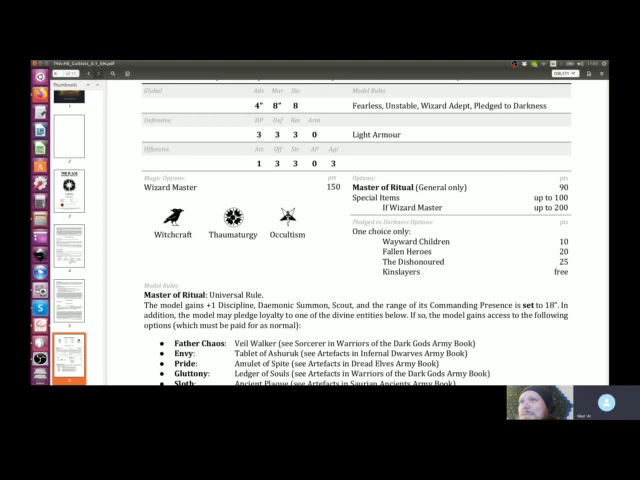 T9A-FB_Cultists_0.1_EN.pdf
Thumbnails
1
2
3
4
5
Global Adv Mar Dis Model Rules
4” 8” 8 Fearless, Unstable, Wizard Adept, Pledged to Darkness
Defensive HP Def Res Arm
3 3 3 0 Light Armour
Offensive Att Off Str AP Agi
1 3 3 0 3
Magic Options: pts
Wizard Master 150
Witchcraft Thaumaturgy Occultism
Options: pts
Master of Ritual (General only) 90
Special Items up to 100
If Wizard Master up to 200
Pledged to Darkness Options: pts
One choice only:
Wayward Children 10
Fallen Heroes 20
The Dishonoured 25
Kinslayers free
Model Rules:
Master of Ritual: Universal Rule.
The model gains +1 Discipline, Daemonic Summon, Scout, and the range of its Commanding Presence is set to 18”. In
addition, the model may pledge loyalty to one of the divine entities below. If so, the model gains access to the following
options (which must be paid for as normal):
● Father Chaos: Veil Walker (see Sorcerer in Warriors of the Dark Gods Army Book)
● Envy: Tablet of Ashuruk (see Artefacts in Infernal Dwarves Army Book)
● Pride: Amulet of Spite (see Artefacts in Dread Elves Army Book)
● Gluttony: Ledger of Souls (see Artefacts in Warriors of the Dark Gods Army Book)
● Sloth: Ancient Plaque (see Artefacts in Saurian Ancients Army Book)